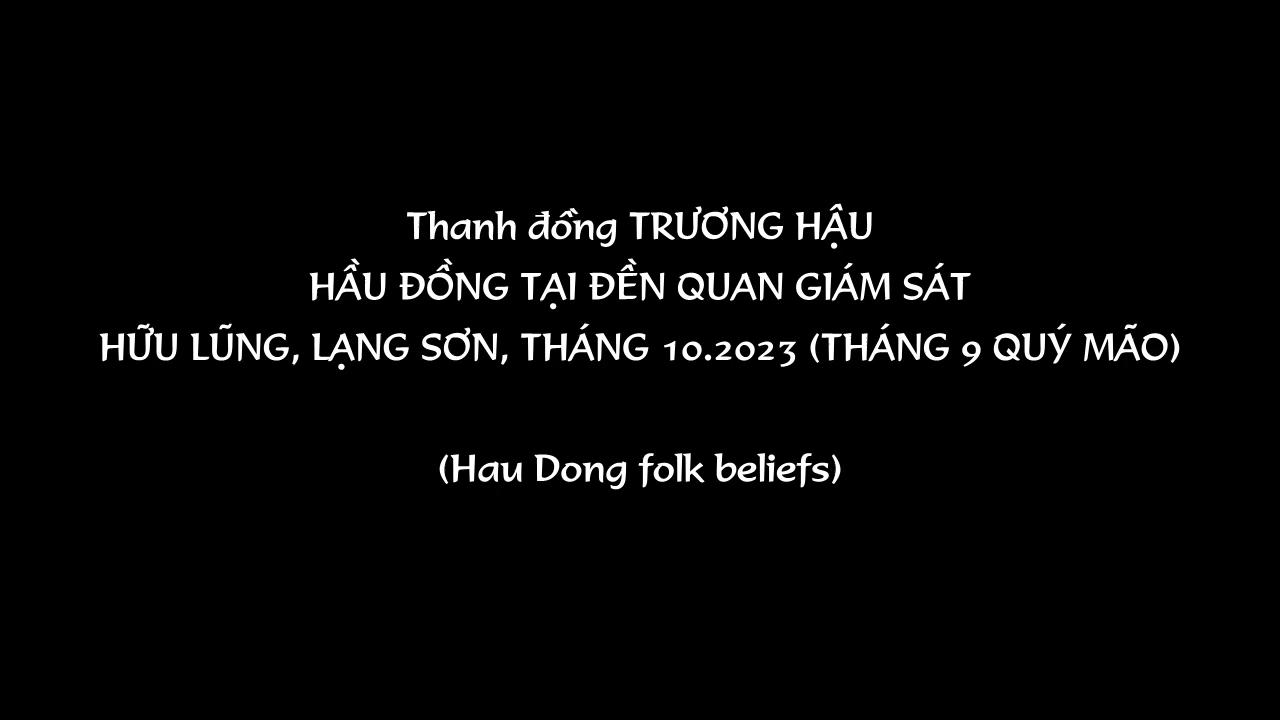 Thanh đồng TRƯƠNG HẬU
HẦU ĐỒNG TẠI ĐỀN QUAN GIÁM SÁT
HỮU LŨNG, LẠNG SƠN, THÁNG 10.2023 (THÁNG 9 QUÝ MÃO)
(Hau Dong folk beliefs)